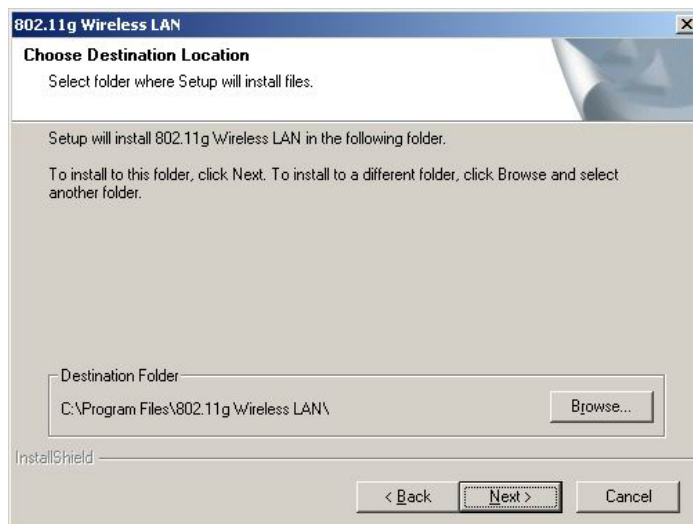 802.11g Wireless LAN
Choose Destination Location
Select folder where Setup will install files.
Setup will install 802.11g Wireless LAN in the following folder.
To install to this folder, click Next. To install to a different folder, click Browse and select
another folder.
Destination Folder
C:\Program Files\802.11g Wireless LAN\
Browse...
InstallShield
< Back
Next >
Cancel